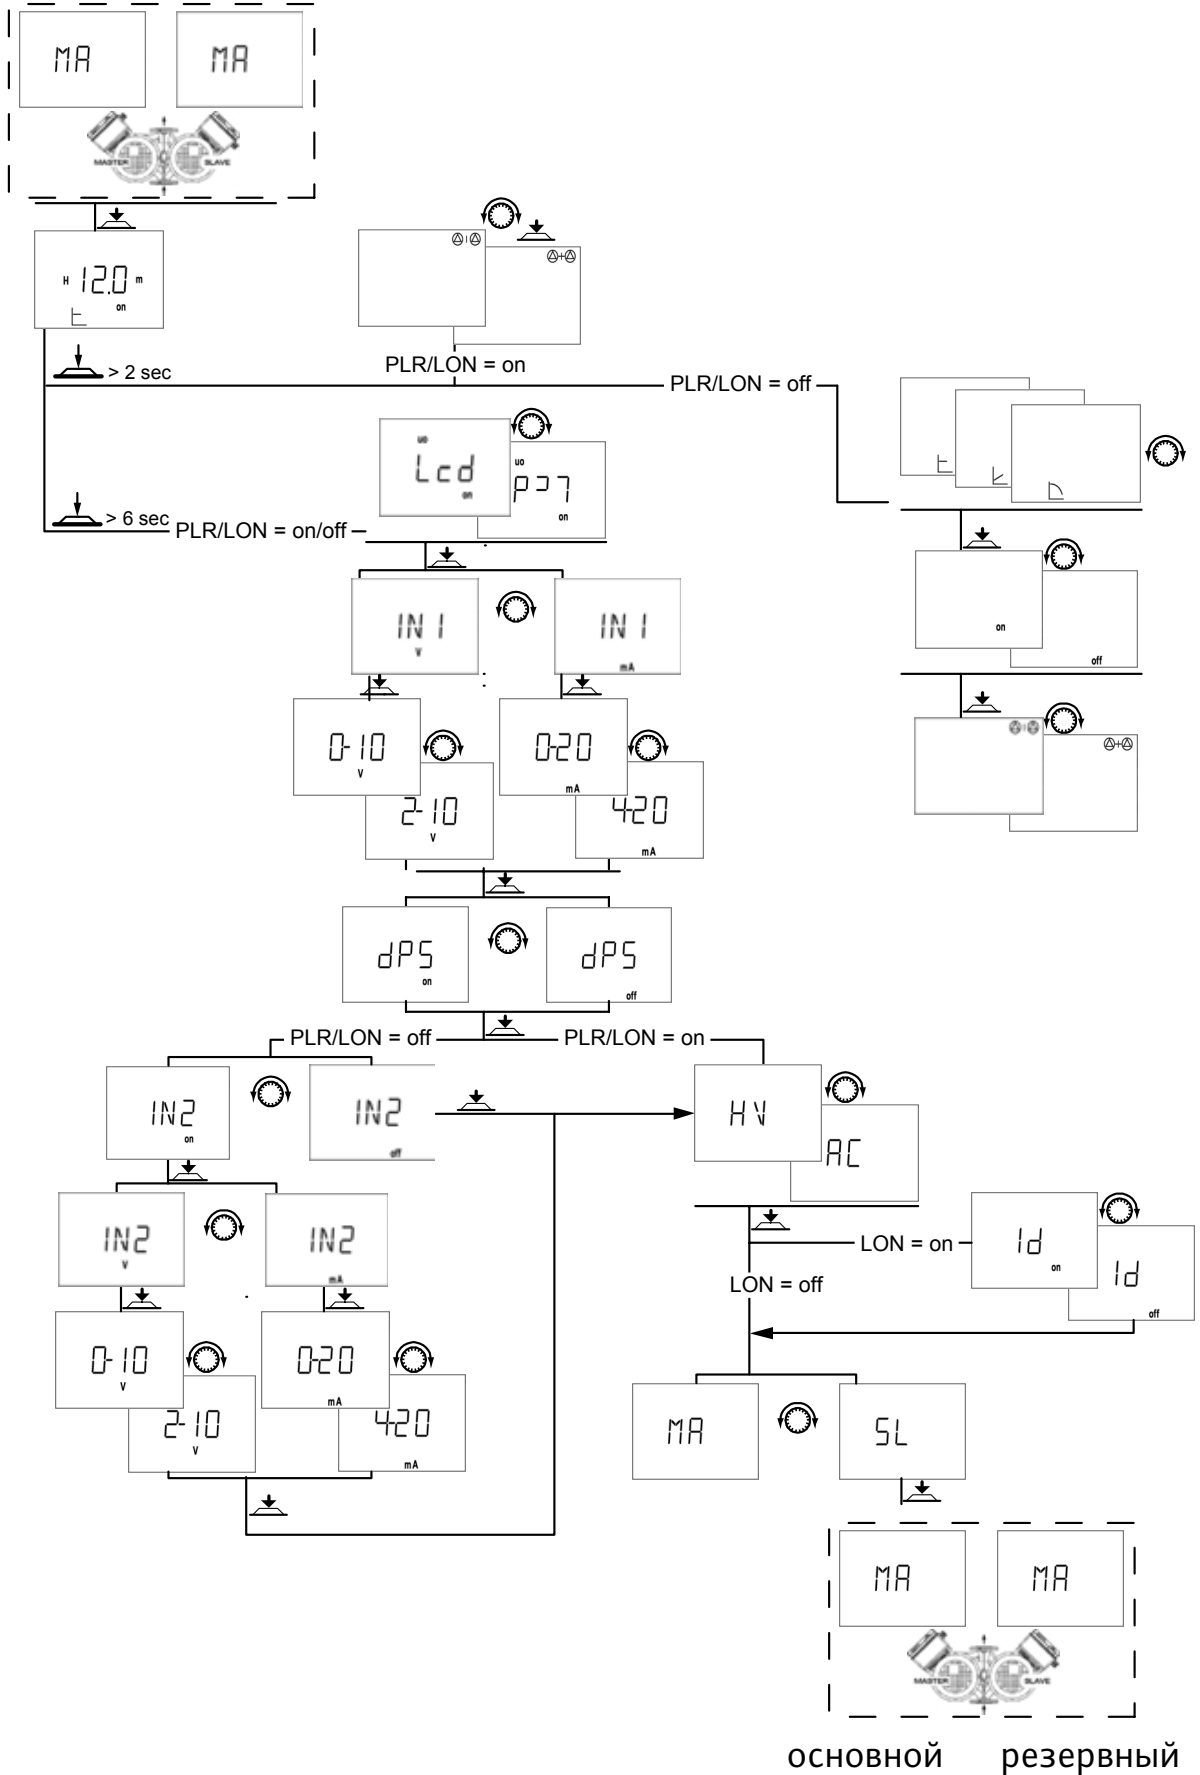 MA MA
MASTER SLAVE
H 12.0 m
on
PLR/LON = on
> 2 sec
PLR/LON = off
uo
Lcd
on
uo
on
> 6 sec
PLR/LON = on/off
IN 1
V
IN 1
mA
on
off
0-10
V
2-10
V
0-20
mA
4-20
mA
dPS
on
dPS
off
PLR/LON = off
PLR/LON = on
IN2
on
IN2
off
HV
AC
IN2
V
IN2
mA
LON = on
Id
on
Id
off
LON = off
0-10
V
2-10
V
0-20
mA
4-20
mA
MA
SL
MA MA
MASTER SLAVE
основной резервный